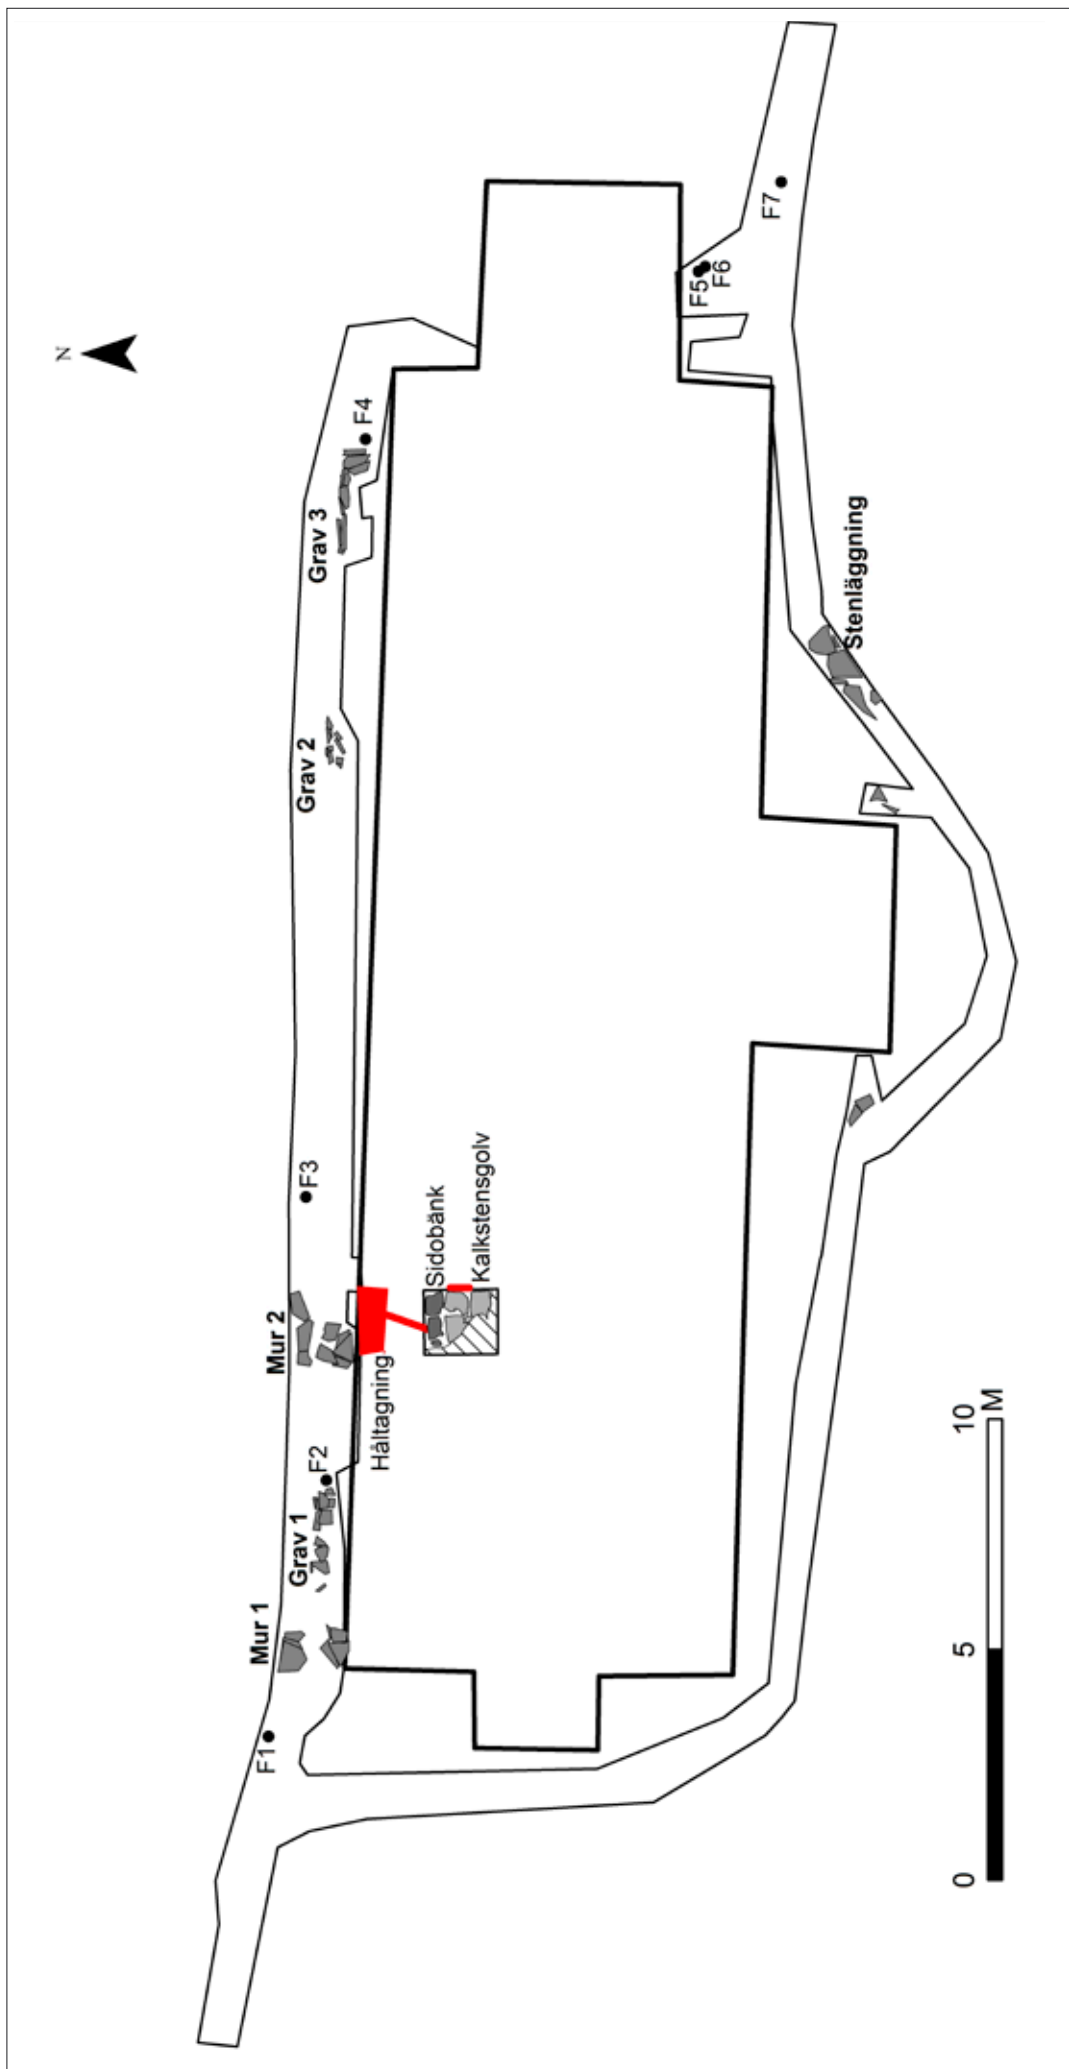 N
F1
Mur 1
Grav 1
F2
Mur 2
F3
Grav 2
Grav 3
F4
Håltagning
Sidobänk
Kalkstensgolv
F5
F6
F7
Stenläggning
0
5
10
M